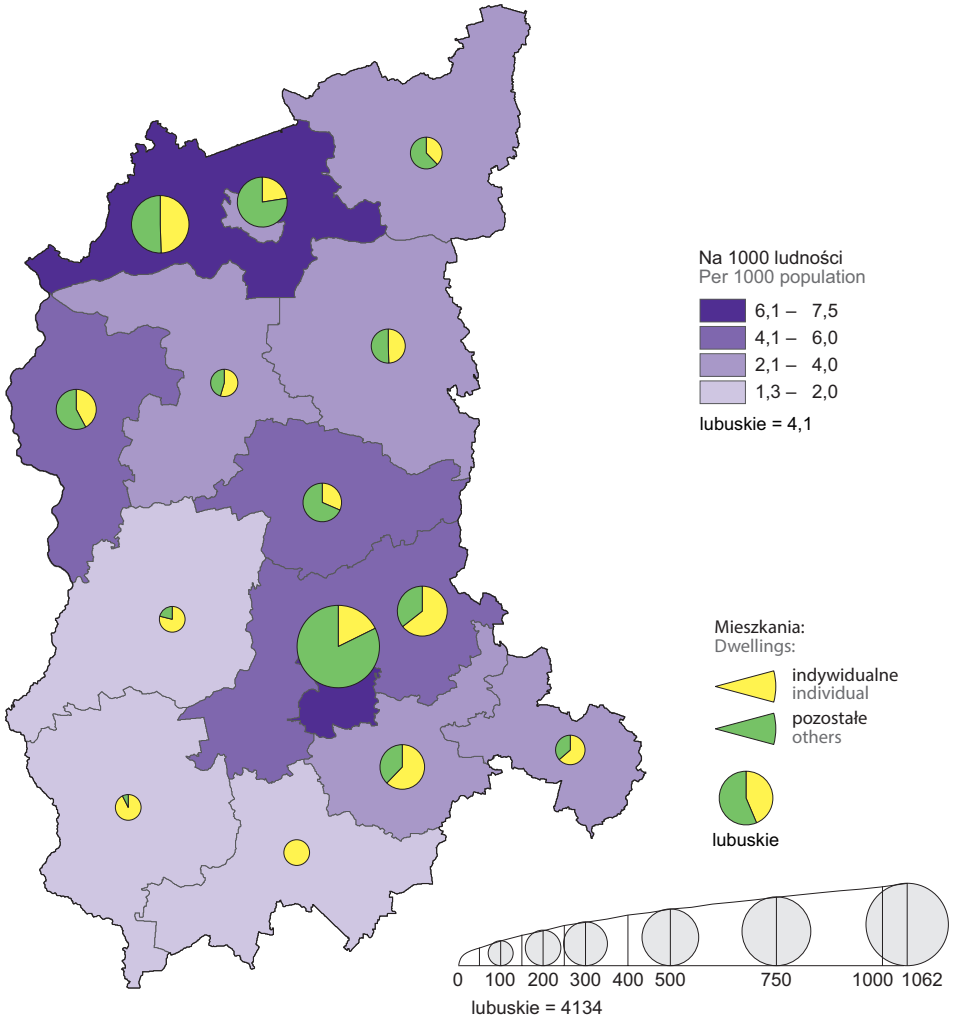 Na 1000 ludności
Per 1000 population
6,1 – 7,5
4,1 – 6,0
2,1 – 4,0
1,3 – 2,0
lubuskie = 4,1
Mieszkania:
Dwellings:
indywidualne
individual
pozostałe
others
lubuskie
0 100 200 300 400 500 750 1000 1062
lubuskie = 4134